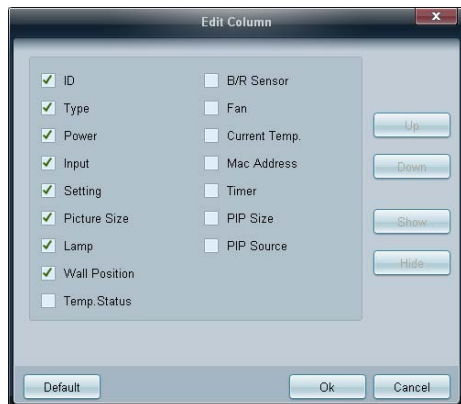 Edit Column
ID
Type
Power
Input
Setting
Picture Size
Lamp
Wall Position
Temp.Status
B/R Sensor
Fan
Current Temp.
Mac Address
Timer
PIP Size
PIP Source
Up
Down
Show
Hide
Default
Ok
Cancel